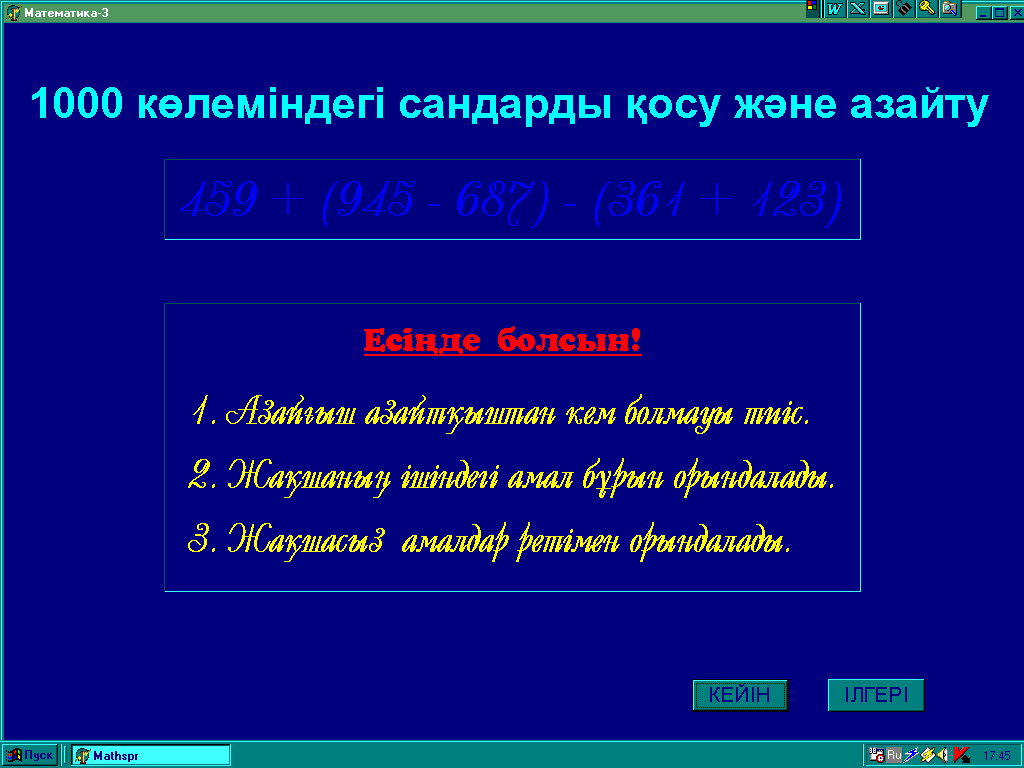 Математика-3
1000 көлеміндегі сандарды қосу және азайту
459 + (945 - 687) - (361 + 123)
Есіңде болсын!
1. Азайғыш азайтқыштан кем болмауы тиіс.
2. Жақшаның ішіндегі амал бұрын орындалады.
3. Жақшасыз амалдар ретімен орындалады.
КЕЙІН ІЛГЕРІ
Пуск Mathspr Ru 17:45